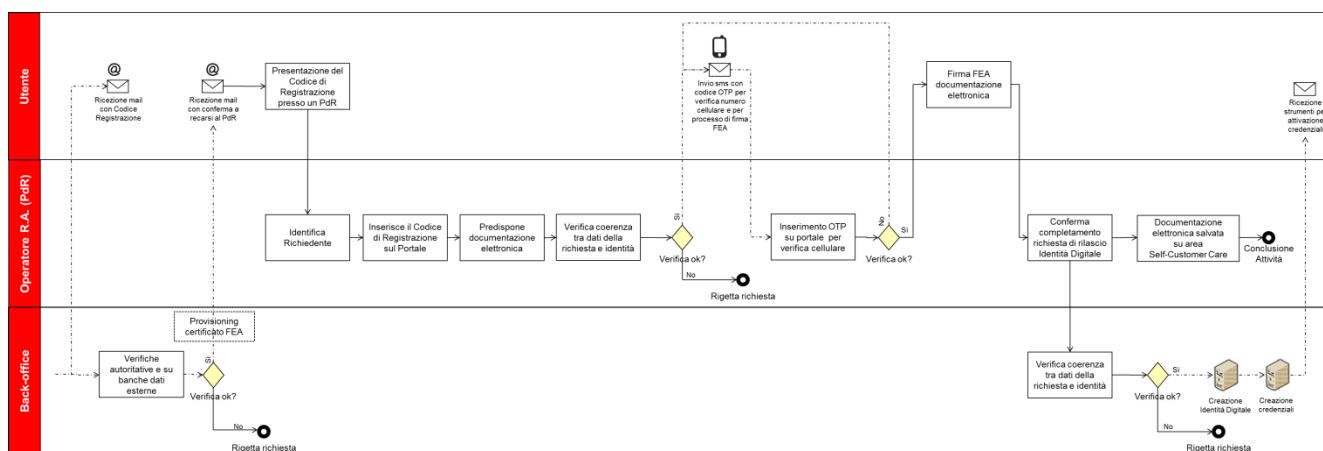 Utente
@
Ricezione mail
con Codice
Registrazione
@
Ricezione mail
con conferma a
recarsi al PdR
Presentazione del
Codice di
Registrazione
presso un PdR
Invio sms con
codice OTP per
verifica numero
cellulare e per
processo di firma
FEA
Firma FEA
documentazione
elettronica
Ricezione
strumenti per
attivazione
credenziali
Operatore R.A. (PdR)
Identifica
Richiedente
Inserisce il Codice
di Registrazione
sul Portale
Predispone
documentazione
elettronica
Verifica coerenza
tra dati della
richiesta e identità
Sì
Verifica ok?
No
Rigetta richiesta
Inserimento OTP
su portale per
verifica cellulare
No
Sì
Verifica ok?
Conferma
completamento
richiesta di rilascio
Identità Digitale
Documentazione
elettronica salvata
su area
Self-Customer Care
Conclusione
Attività
Back-office
Provisioning
certificato FEA
Verifiche
autoritative e su
banche dati
esterne
Sì
Verifica ok?
No
Rigetta richiesta
Verifica coerenza
tra dati della
richiesta e identità
Sì
Verifica ok?
No
Rigetta richiesta
Creazione
Identità Digitale
Creazione
credenziali